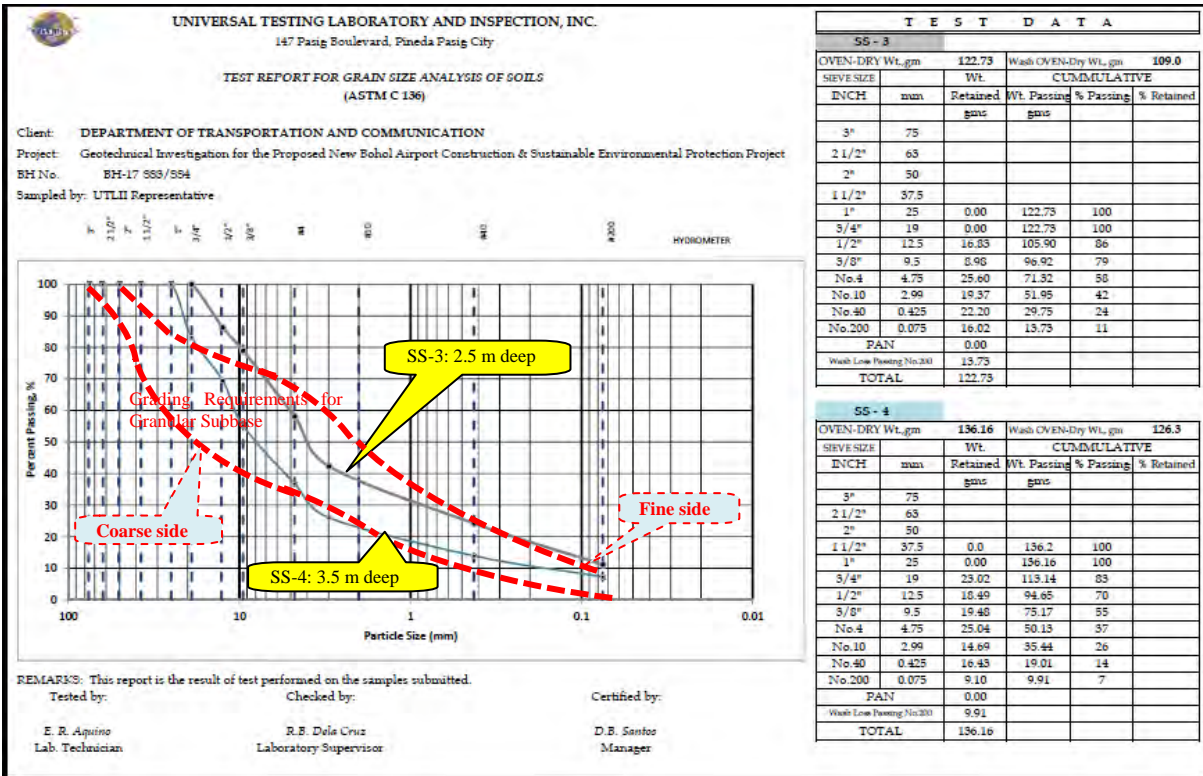 UNIVERSAL TESTING LABORATORY AND INSPECTION, INC.
147 Pasig Boulevard, Pineda Pasig City
TEST REPORT FOR GRAIN SIZE ANALYSIS OF SOILS
(ASTM C 136)
Client: DEPARTMENT OF TRANSPORTATION AND COMMUNICATION
Project: Geotechnical Investigation for the Proposed New Bohol Airport Construction & Sustainable Environmental Protection Project
BH No. BH-17 SS3/SS4
Sampled by: UTLII Representative
3" 2 1/2" 2" 1 1/2" 1" 3/4" 1/2" 3/8" #4 #10 #40 #200 HYDROMETER
Percent Passing, %
100
90
80
70
60
50
40
30
20
10
0
SS-3: 2.5 m deep
Grading Requirements for
Granular Subbase
Coarse side
Fine side
SS-4: 3.5 m deep
100 10 1 0.1 0.01
Particle Size (mm)
REMARKS: This report is the result of test performed on the samples submitted.
Tested by: Checked by: Certified by:
E. R. Aquino R.B. Dela Cruz D.B. Santos
Lab. Technician Laboratory Supervisor Manager
T E S T D A T A
SS - 3
OVEN-DRY Wt.,gm 122.73 Wash OVEN-Dry Wt., gm 109.0
SIEVE SIZE Wt. CUMMULATIVE
INCH mm Retained Wt. Passing % Passing % Retained
gms gms
3" 75
2 1/2" 63
2" 50
1 1/2" 37.5
1" 25 0.00 122.73 100
3/4" 19 0.00 122.73 100
1/2" 12.5 16.83 105.90 86
3/8" 9.5 8.98 96.92 79
No.4 4.75 25.60 71.32 58
No.10 2.99 19.37 51.95 42
No.40 0.425 22.20 29.75 24
No.200 0.075 16.02 13.73 11
PAN 0.00
Wash Loss Passing No.200 13.73
TOTAL 122.73
SS - 4
OVEN-DRY Wt.,gm 136.16 Wash OVEN-Dry Wt., gm 126.3
SIEVE SIZE Wt. CUMMULATIVE
INCH mm Retained Wt. Passing % Passing % Retained
gms gms
3" 75
2 1/2" 63
2" 50
1 1/2" 37.5 0.0 136.2 100
1" 25 0.00 136.16 100
3/4" 19 23.02 113.14 83
1/2" 12.5 18.49 94.65 70
3/8" 9.5 19.48 75.17 55
No.4 4.75 25.04 50.13 37
No.10 2.99 14.69 35.44 26
No.40 0.425 16.43 19.01 14
No.200 0.075 9.10 9.91 7
PAN 0.00
Wash Loss Passing No.200 9.91
TOTAL 136.16